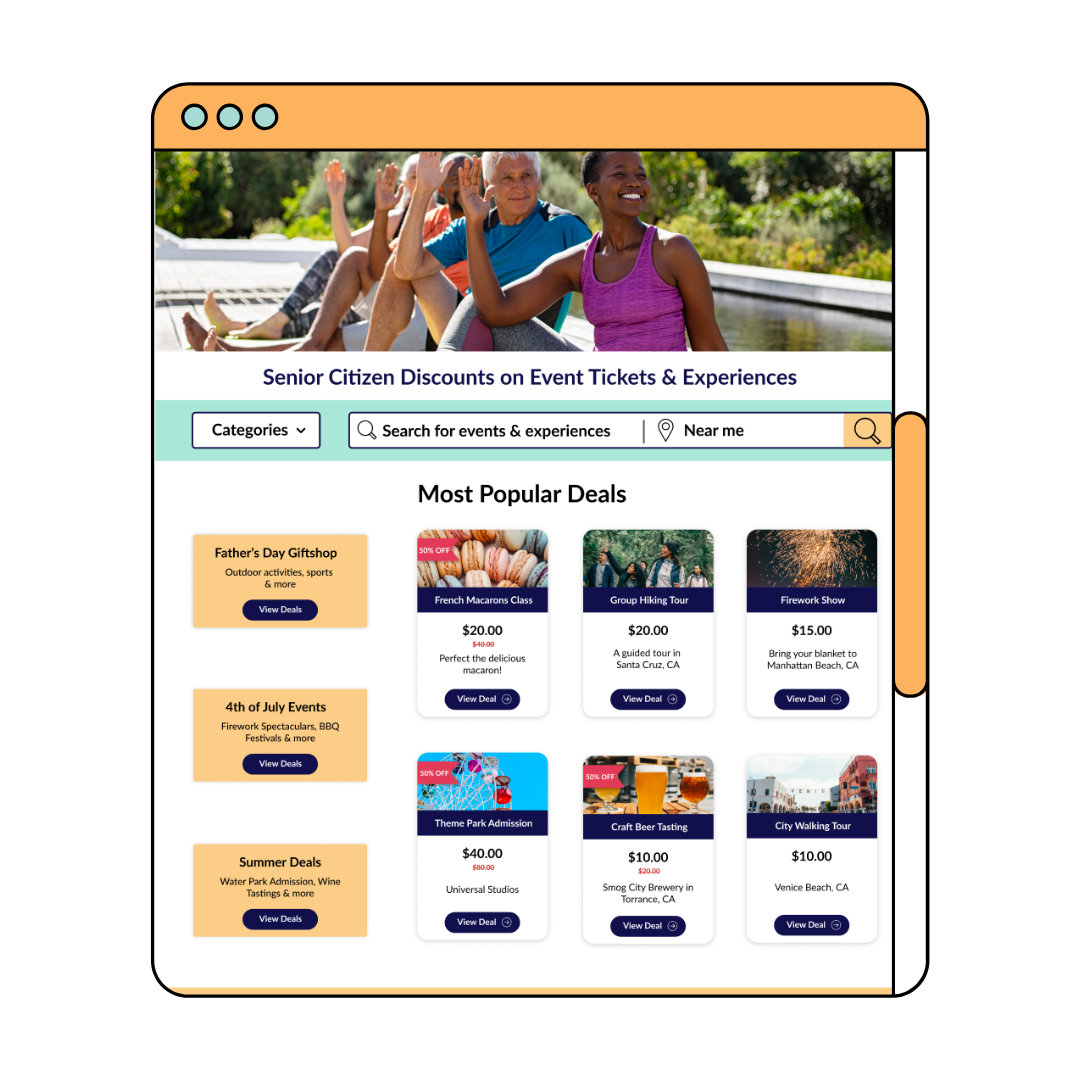 Senior Citizen Discounts on Event Tickets & Experiences
Categories
Search for events & experiences
Near me
Most Popular Deals
Father's Day Giftshop
Outdoor activities, sports
& more
View Deals
4th of July Events
Firework Spectaculars, BBQ
Festivals & more
View Deals
Summer Deals
Water Park Admission, Wine
Tastings & more
View Deals
50% OFF
French Macarons Class
$20.00
$40.00
Perfect the delicious
macaron!
View Deal
Group Hiking Tour
$20.00
A guided tour in
Santa Cruz, CA
View Deal
Firework Show
$15.00
Bring your blanket to
Manhattan Beach, CA
View Deal
50% OFF
Theme Park Admission
$40.00
$80.00
Universal Studios
View Deal
50% OFF
Craft Beer Tasting
$10.00
$20.00
Smog City Brewery in
Torrance, CA
View Deal
VENIC
City Walking Tour
$10.00
Venice Beach, CA
View Deal